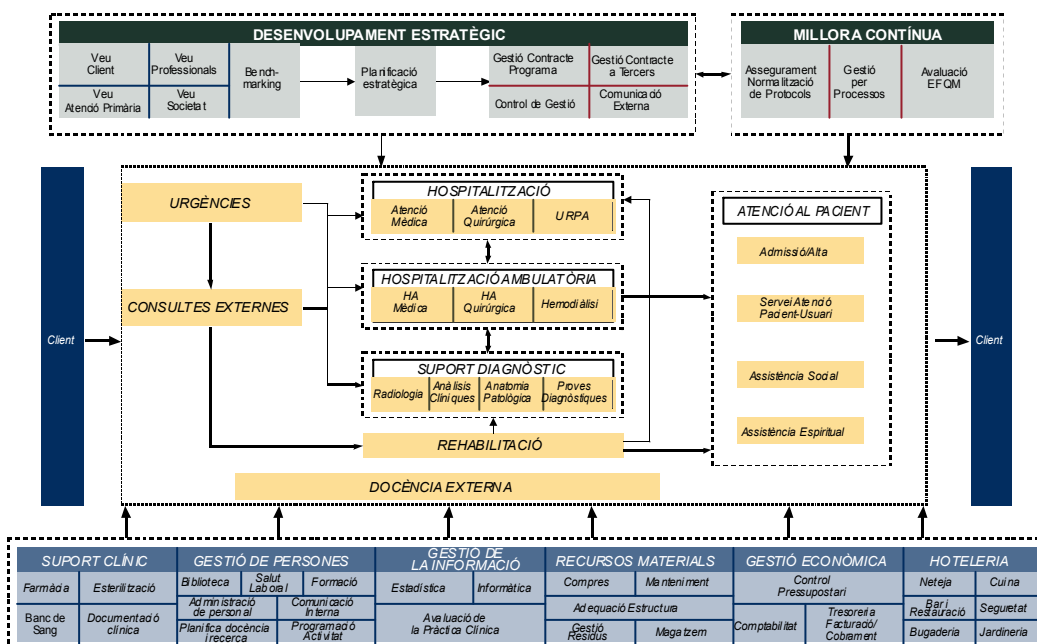 DESENVOLUPAMENT ESTRATÈGIC
Veu
Client
Veu
Professionals
Veu
Atenció Primària
Veu
Societat
Bench-
marking
Planificació
estratègica
Gestió Contracte
Programa
Gestió Contracte
a Tercers
Control de Gestió
Comunicació
Externa
MILLORA CONTÍNUA
Assegurament
Normalització
de Protocols
Gestió
per
Processos
Avaluació
EFQM
Client
URGÈNCIES
CONSULTES EXTERNES
HOSPITALITZACIÓ
Atenció
Mèdica
Atenció
Quirúrgica
URPA
HOSPITALITZACIÓ AMBULATÒRIA
HA
Mèdica
HA
Quirúrgica
Hemodiàlisi
SUPORT DIAGNÒSTIC
Radiologia
Anàlisis
Clíniques
Anatomia
Patològica
Proves
Diagnòstiques
REHABILITACIÓ
DOCÈNCIA EXTERNA
ATENCIÓ AL PACIENT
Admissió/Alta
Servei Atenció
Pacient-Usuari
Assistència Social
Assistència Espiritual
Client
SUPORT CLÍNIC
Farmàcia
Esterilització
Banc de
Sang
Documentació
clínica
GESTIÓ DE PERSONES
Biblioteca
Salut
Laboral
Formació
Administració
de personal
Comunicació
Interna
Planifica docència
i recerca
Programació
Activitat
GESTIÓ DE
LA INFORMACIÓ
Estadística
Informàtica
Avaluació de
la Pràctica Clínica
RECURSOS MATERIALS
Compres
Manteniment
Adequació Estructura
Gestió
Residus
Magatzem
GESTIÓ ECONÒMICA
Control
Pressupostari
Comptabilitat
Tresoreria
Facturació/
Cobrament
HOTELERIA
Neteja
Cuina
Bar i
Restauració
Seguretat
Bugaderia
Jardineria